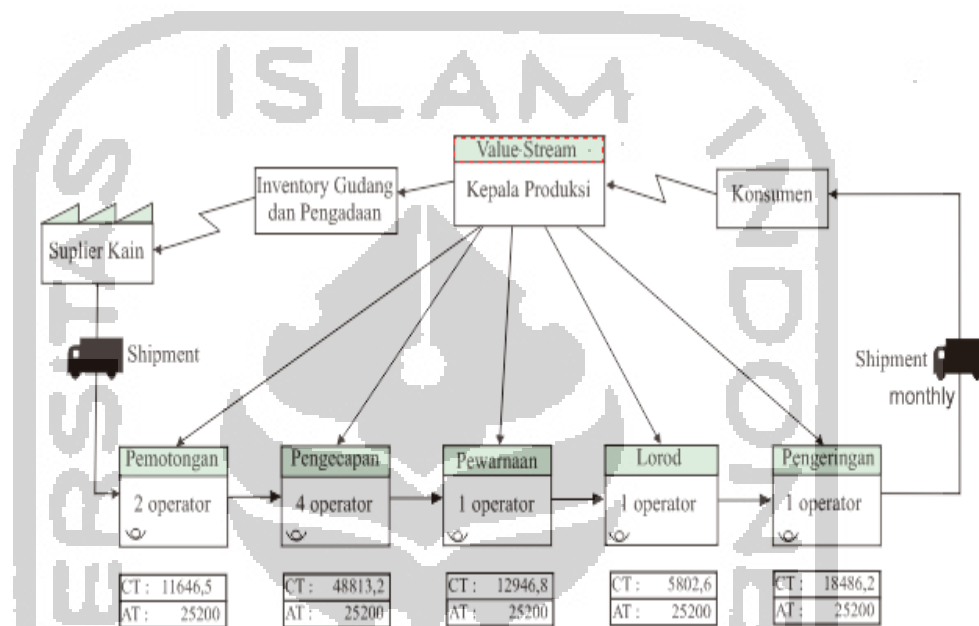 ISLAM
INDON
ERSITAS
Value Stream
Kepala Produksi
Inventory Gudang
dan Pengadaan
Konsumen
Suplier Kain
Shipment
Shipment
monthly
Pemotongan
2 operator
Pengecapan
4 operator
Pewarnaan
1 operator
Lorod
1 operator
Pengeringan
1 operator
CT : 11646,5
AT : 25200
CT : 48813,2
AT : 25200
CT : 12946,8
AT : 25200
CT : 5802,6
AT : 25200
CT : 18486,2
AT : 25200